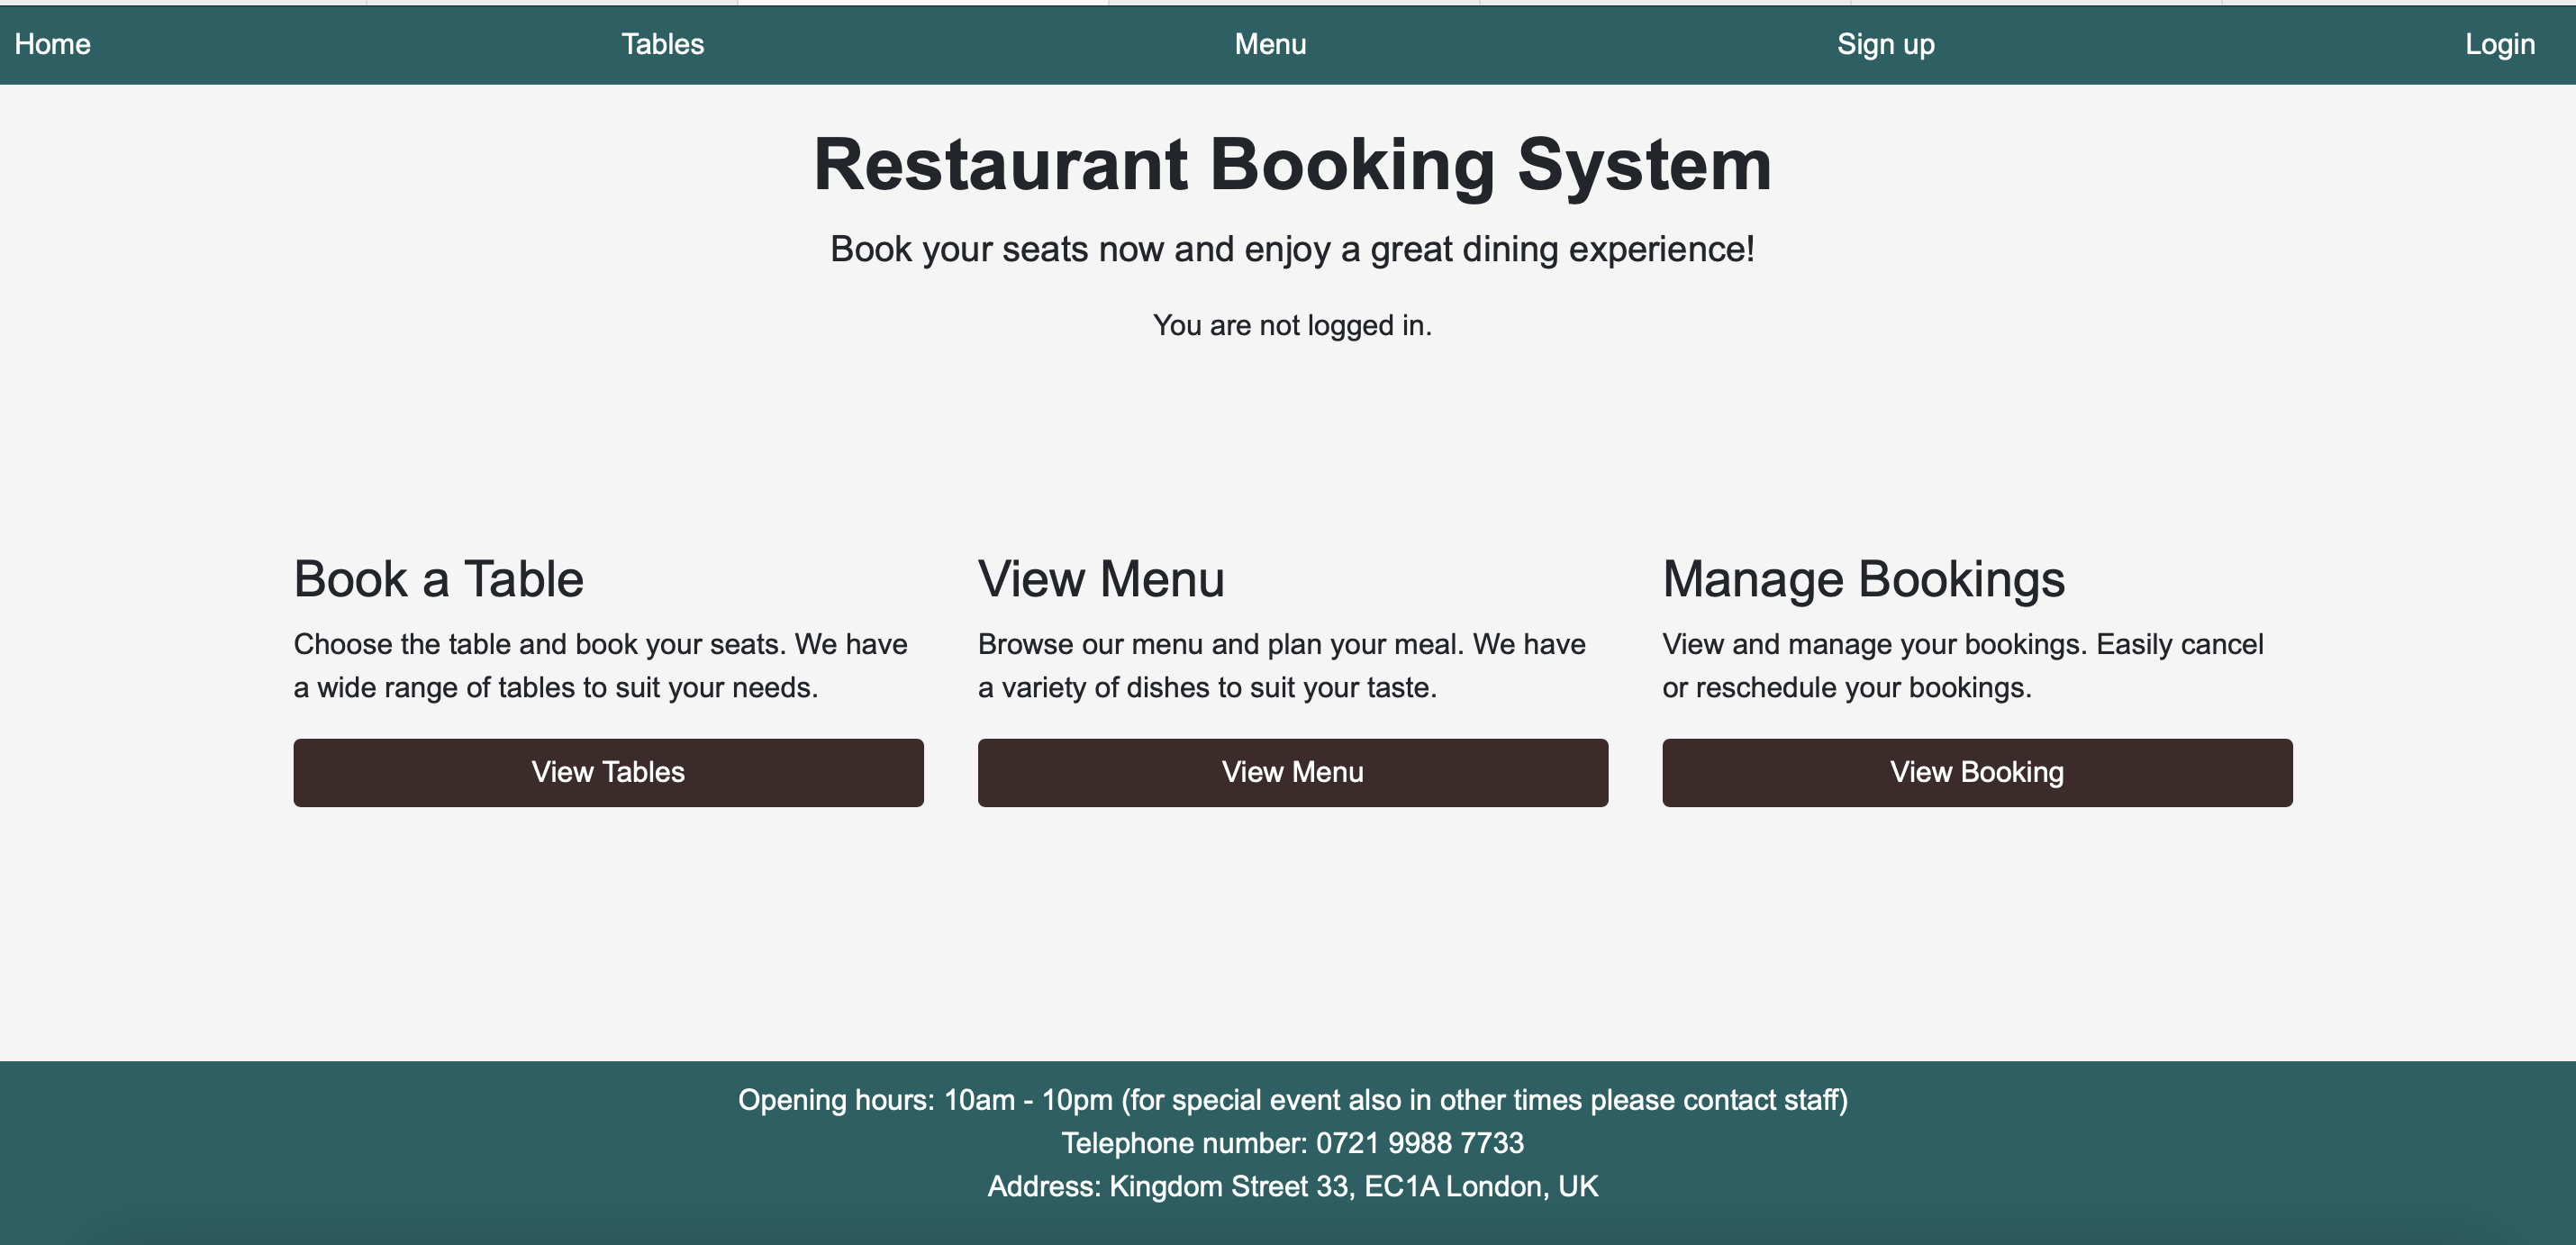 Home Tables Menu Sign up Login
Restaurant Booking System
Book your seats now and enjoy a great dining experience!
You are not logged in.
Book a Table
Choose the table and book your seats. We have
a wide range of tables to suit your needs.
View Tables
View Menu
Browse our menu and plan your meal. We have
a variety of dishes to suit your taste.
View Menu
Manage Bookings
View and manage your bookings. Easily cancel
or reschedule your bookings.
View Booking
Opening hours: 10am - 10pm (for special event also in other times please contact staff)
Telephone number: 0721 9988 7733
Address: Kingdom Street 33, EC1A London, UK